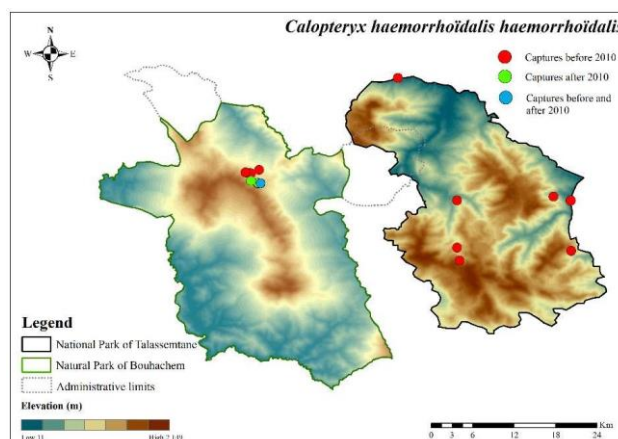 Calopteryx haemorrhoïdalis haemorrhoïdalis
N
W E
S
Captures before 2010
Captures after 2010
Captures before and
after 2010
Legend
National Park of Talassemtane
Natural Park of Bouhachem
Administrative limits
Elevation (m)
Low 31
High
Km
0 3 6 12 18 24